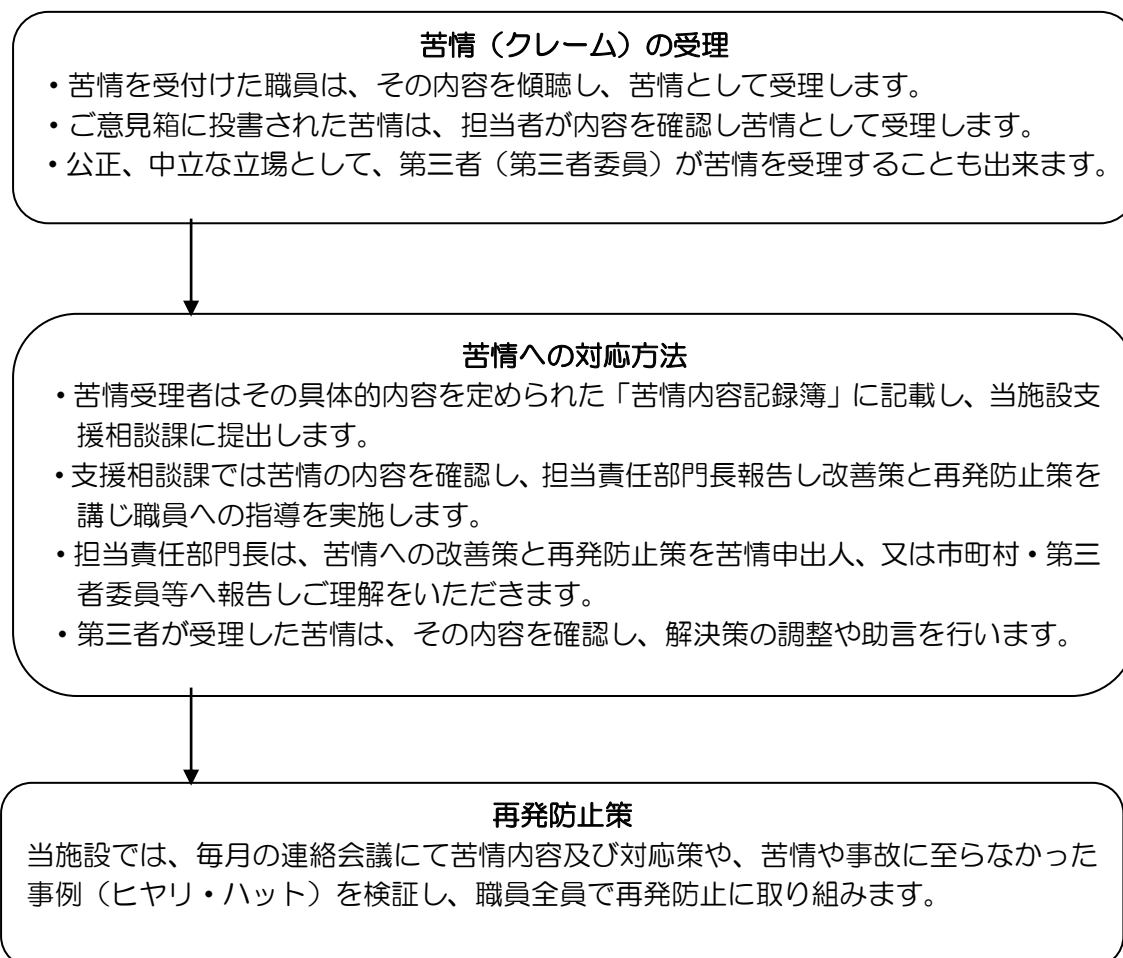 苦情（クレーム）の受理
・苦情を受付けた職員は、その内容を傾聴し、苦情として受理します。
・ご意見箱に投書された苦情は、担当者が内容を確認し苦情として受理します。
・公正、中立な立場として、第三者（第三者委員）が苦情を受理することも出来ます。
苦情への対応方法
・苦情受理者はその具体的内容を定められた「苦情内容記録簿」に記載し、当施設支
援相談課に提出します。
・支援相談課では苦情の内容を確認し、担当責任部門長報告し改善策と再発防止策を
講じ職員への指導を実施します。
・担当責任部門長は、苦情への改善策と再発防止策を苦情申出人、又は市町村・第三
者委員等へ報告しご理解をいただきます。
・第三者が受理した苦情は、その内容を確認し、解決策の調整や助言を行います。
再発防止策
当施設では、毎月の連絡会議にて苦情内容及び対応策や、苦情や事故に至らなかった
事例（ヒヤリ・ハット）を検証し、職員全員で再発防止に取り組みます。